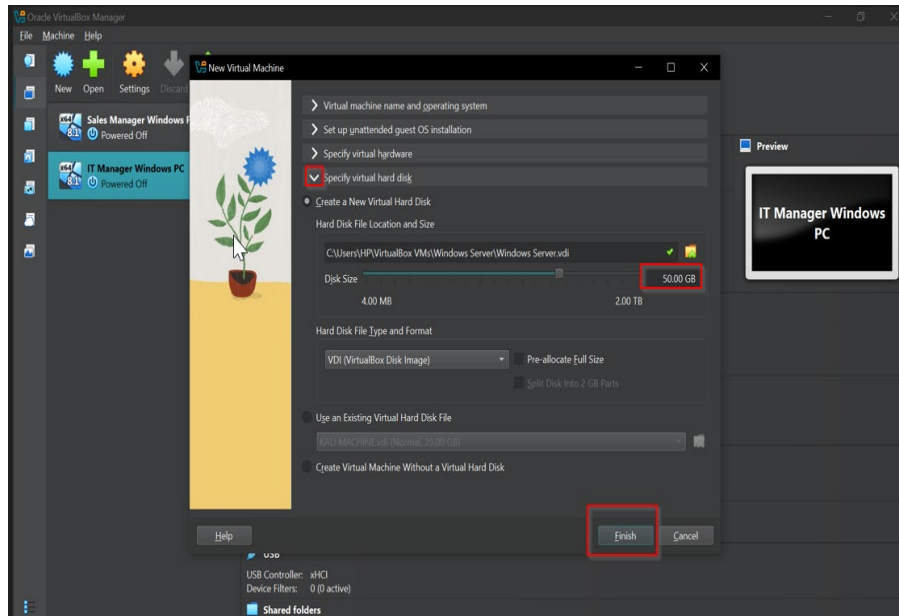 Oracle VirtualBox Manager
File Machine Help
New Open Settings Discard
Sales Manager Windows P
Powered Off
IT Manager Windows PC
Powered Off
New Virtual Machine
Virtual machine name and operating system
Set up unattended guest OS installation
Specify virtual hardware
Specify virtual hard disk
Create a New Virtual Hard Disk
Hard Disk File Location and Size
C:\Users\HP\VirtualBox VMs\Windows Server\Windows Server.vdi
Disk Size 50.00 GB
4.00 MB 2.00 TB
Hard Disk File Type and Format
VDI (VirtualBox Disk Image) Pre-allocate Full Size
Split Disk Into 2 GB Parts
Use an Existing Virtual Hard Disk File
KALI MACHINE.vdi (Normal, 25.00 GB)
Create Virtual Machine Without a Virtual Hard Disk
Help Finish Cancel
Preview
IT Manager Windows
PC
USB
USB Controller: xHCI
Device Filters: 0 (0 active)
Shared folders